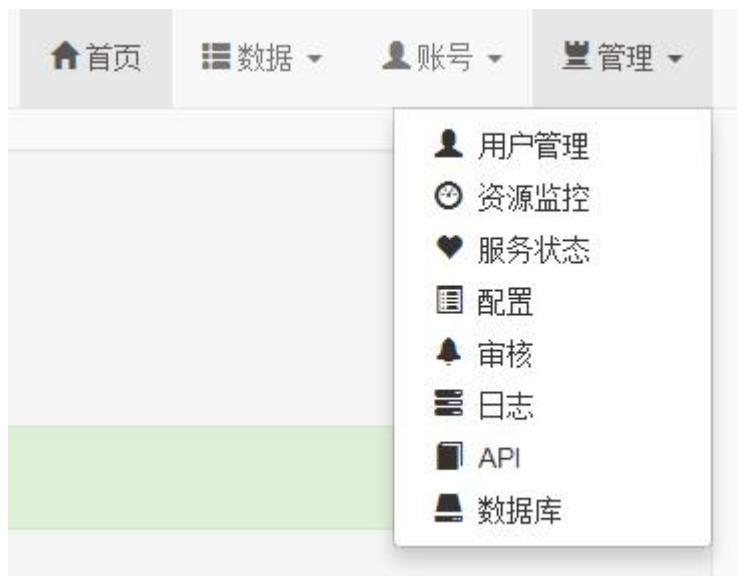 首页 数据 账号 管理
用户管理
资源监控
服务状态
配置
审核
日志
API
数据库